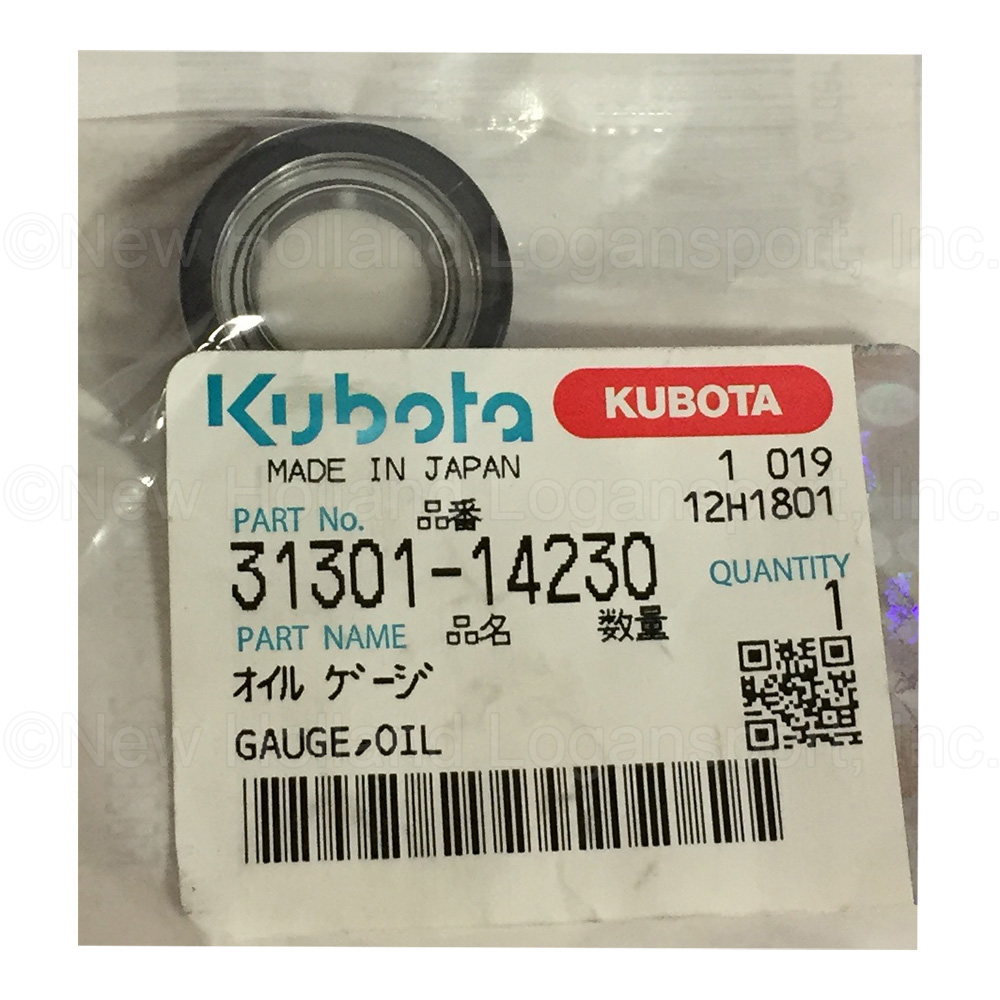 ©New Holland Logansport, Inc.
Kubota KUBOTA
MADE IN JAPAN 1 019
12H1801
©New Holland Logansport, Inc.
PART No. 品番
31301-14230
QUANTITY 1
PART NAME 品名 数量
オイル ゲージ
©New Holland Logansport, Inc.
GAUGE,OIL